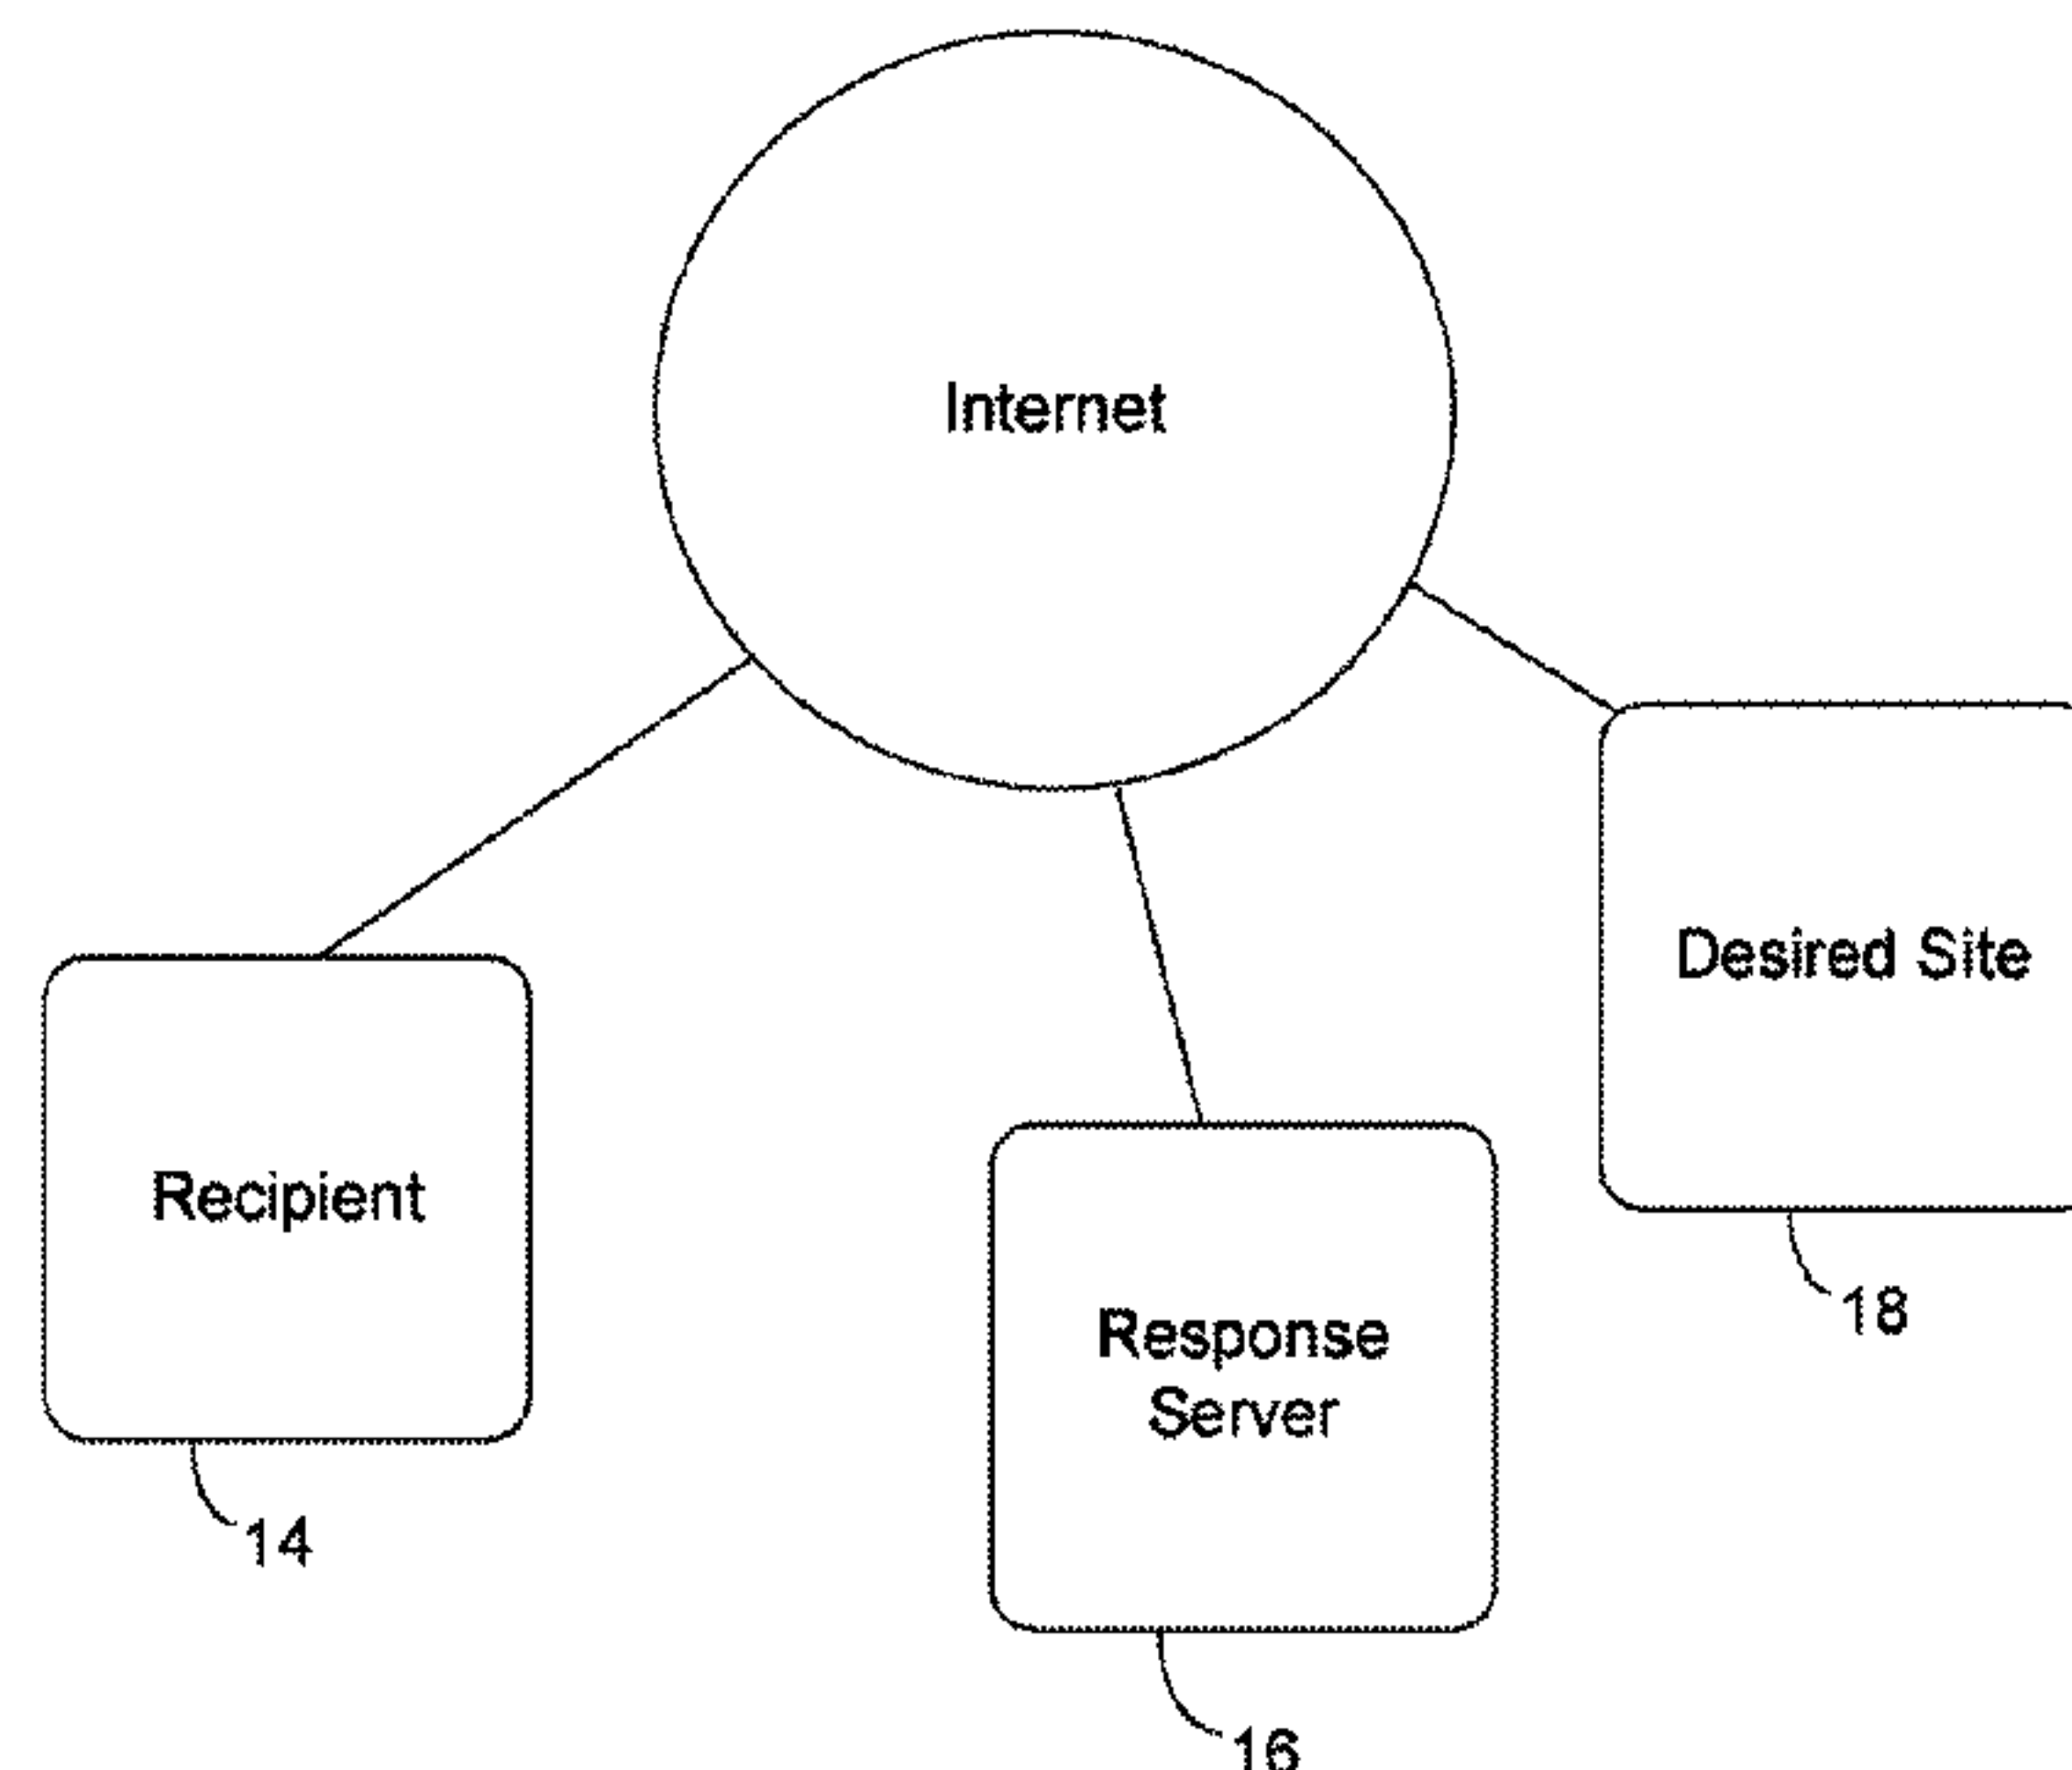 Internet
Desired Site
Recipient
18
Response
Server
14
16